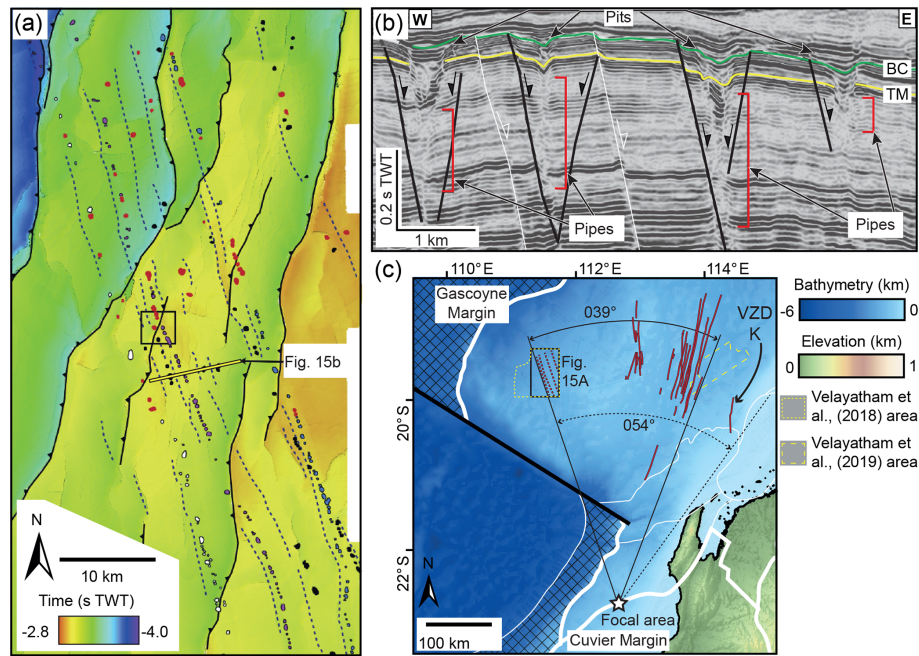 (a)
Fig. 15b
N
10 km
Time (s TWT)
-2.8
-4.0
(b)
W
Pits
E
BC
TM
0.2 s TWT
1 km
Pipes
Pipes
(c)
110° E
112° E
114° E
Gascoyne
Margin
039°
VZD
K
Fig.
15A
054°
20° S
22° S
N
100 km
Focal area
Cuvier Margin
Bathymetry (km)
-6
0
Elevation (km)
0
1
Velayatham et
al., (2018) area
Velayatham et
al., (2019) area